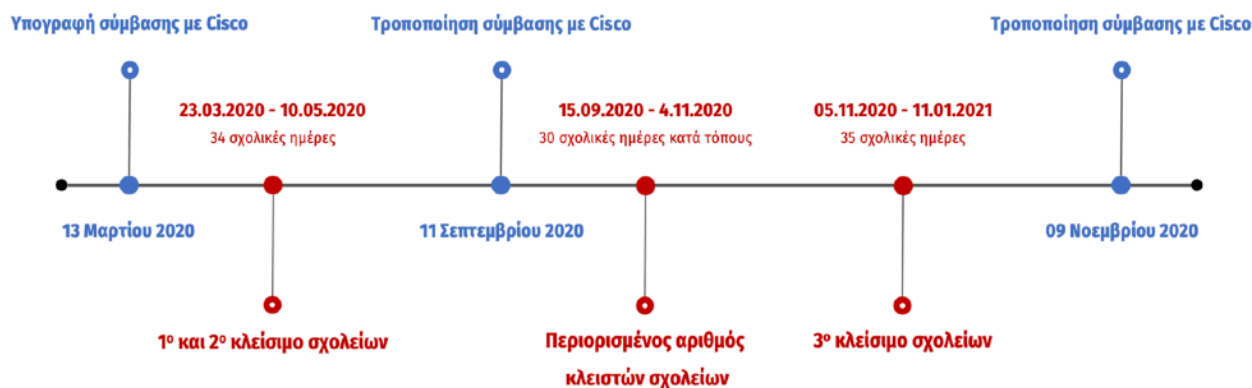 Υπογραφή σύμβασης με Cisco
Τροποποίηση σύμβασης με Cisco
Τροποποίηση σύμβασης με Cisco
23.03.2020 - 10.05.2020
34 σχολικές ημέρες
15.09.2020 - 4.11.2020
30 σχολικές ημέρες κατά τόπους
05.11.2020 - 11.01.2021
35 σχολικές ημέρες
13 Μαρτίου 2020
11 Σεπτεμβρίου 2020
09 Νοεμβρίου 2020
1ο και 2ο κλείσιμο σχολείων
Περιορισμένος αριθμός
κλειστών σχολείων
3ο κλείσιμο σχολείων